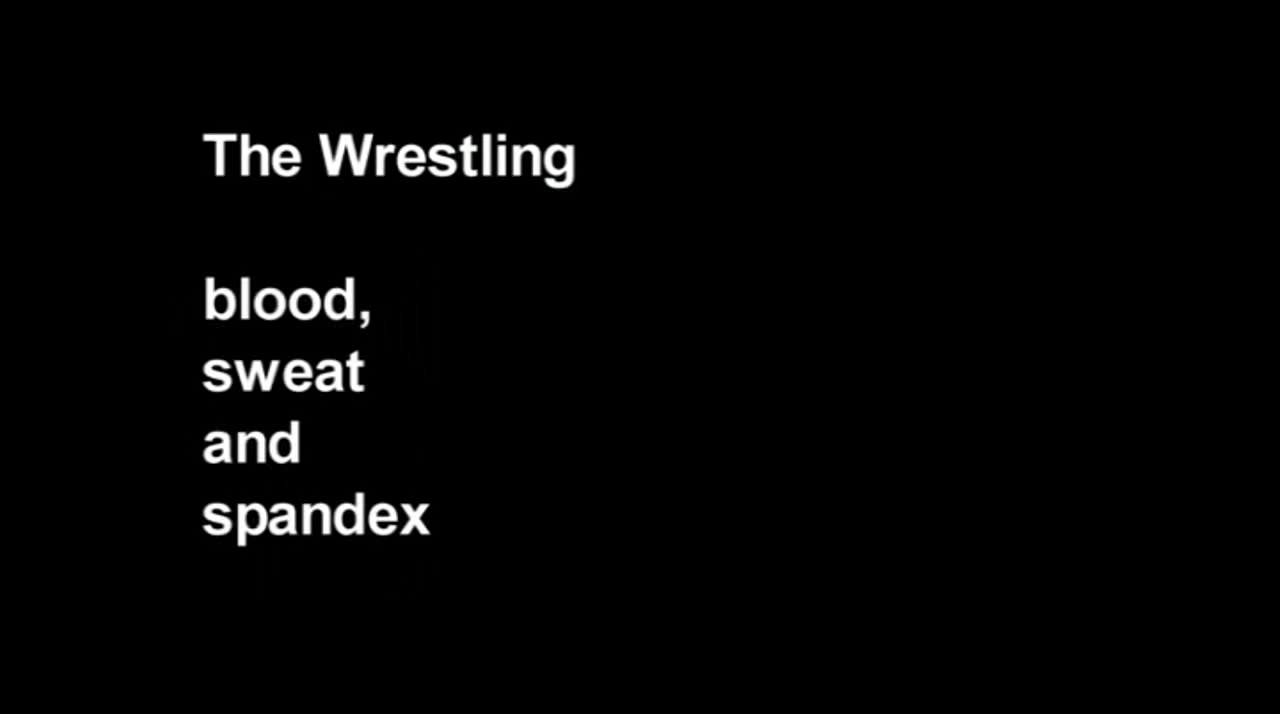 The Wrestling
blood,
sweat
and
spandex